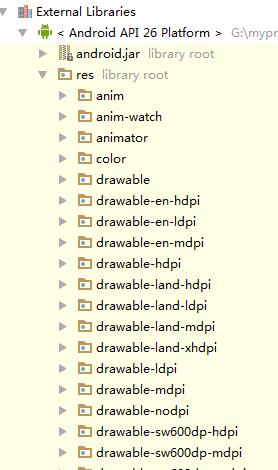 External Libraries
< Android API 26 Platform > G:\mypr
android.jar library root
res library root
anim
anim-watch
animator
color
drawable
drawable-en-hdpi
drawable-en-ldpi
drawable-en-mdpi
drawable-hdpi
drawable-land-hdpi
drawable-land-ldpi
drawable-land-mdpi
drawable-land-xhdpi
drawable-ldpi
drawable-mdpi
drawable-nodpi
drawable-sw600dp-hdpi
drawable-sw600dp-mdpi